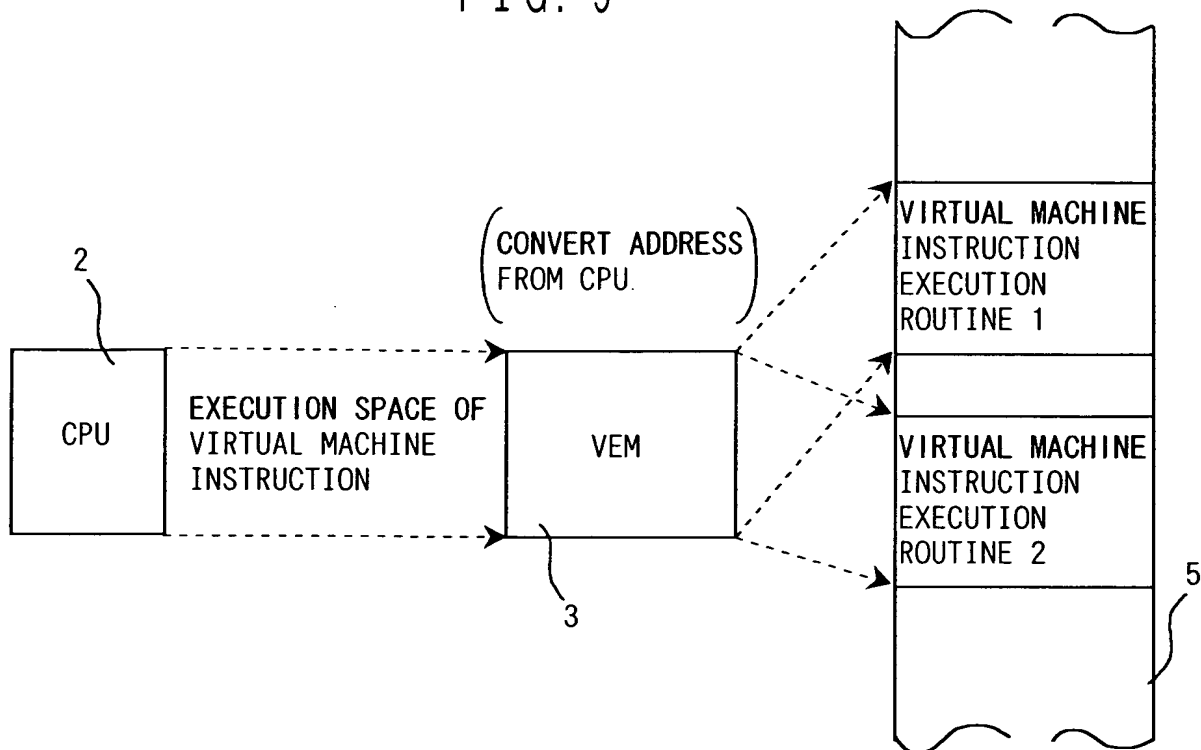 FIG.
2
CPU
EXECUTION SPACE OF
VIRTUAL MACHINE
INSTRUCTION
(CONVERT ADDRESS
FROM CPU.)
VEM
3
VIRTUAL MACHINE
INSTRUCTION
EXECUTION
ROUTINE 1
VIRTUAL MACHINE
INSTRUCTION
EXECUTION
ROUTINE 2
5